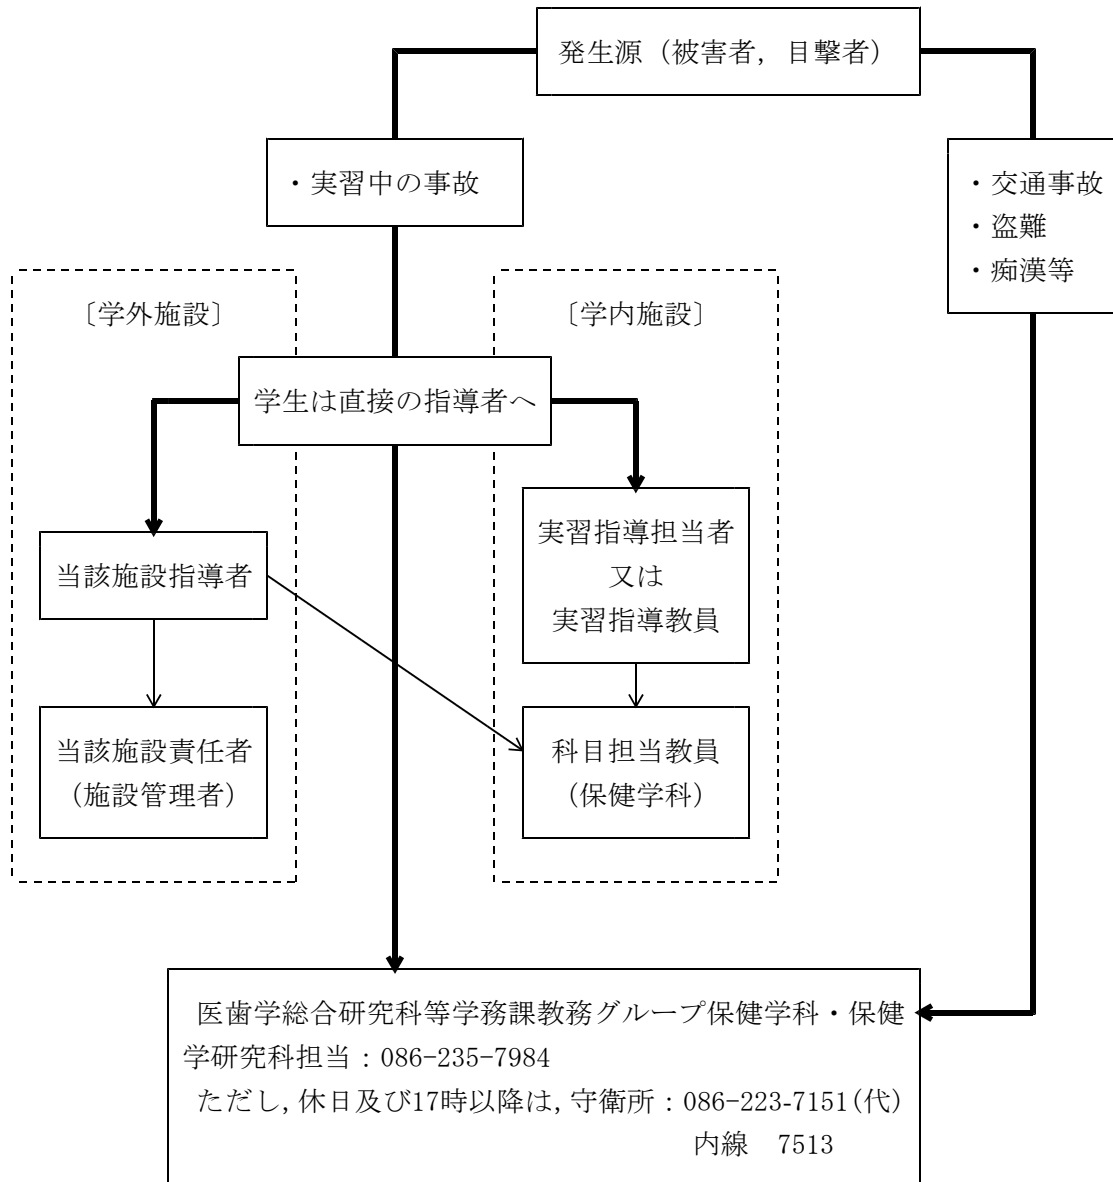 発生源（被害者，目撃者）
・実習中の事故
・交通事故
・盗難
・痴漢等
〔学外施設〕
〔学内施設〕
学生は直接の指導者へ
当該施設指導者
実習指導担当者
又は
実習指導教員
当該施設責任者
（施設管理者）
科目担当教員
（保健学科）
医歯学総合研究科等学務課教務グループ保健学科・保健
学研究科担当：086-235-7984
ただし,休日及び17時以降は,守衛所：086-223-7151(代)
内線　7513